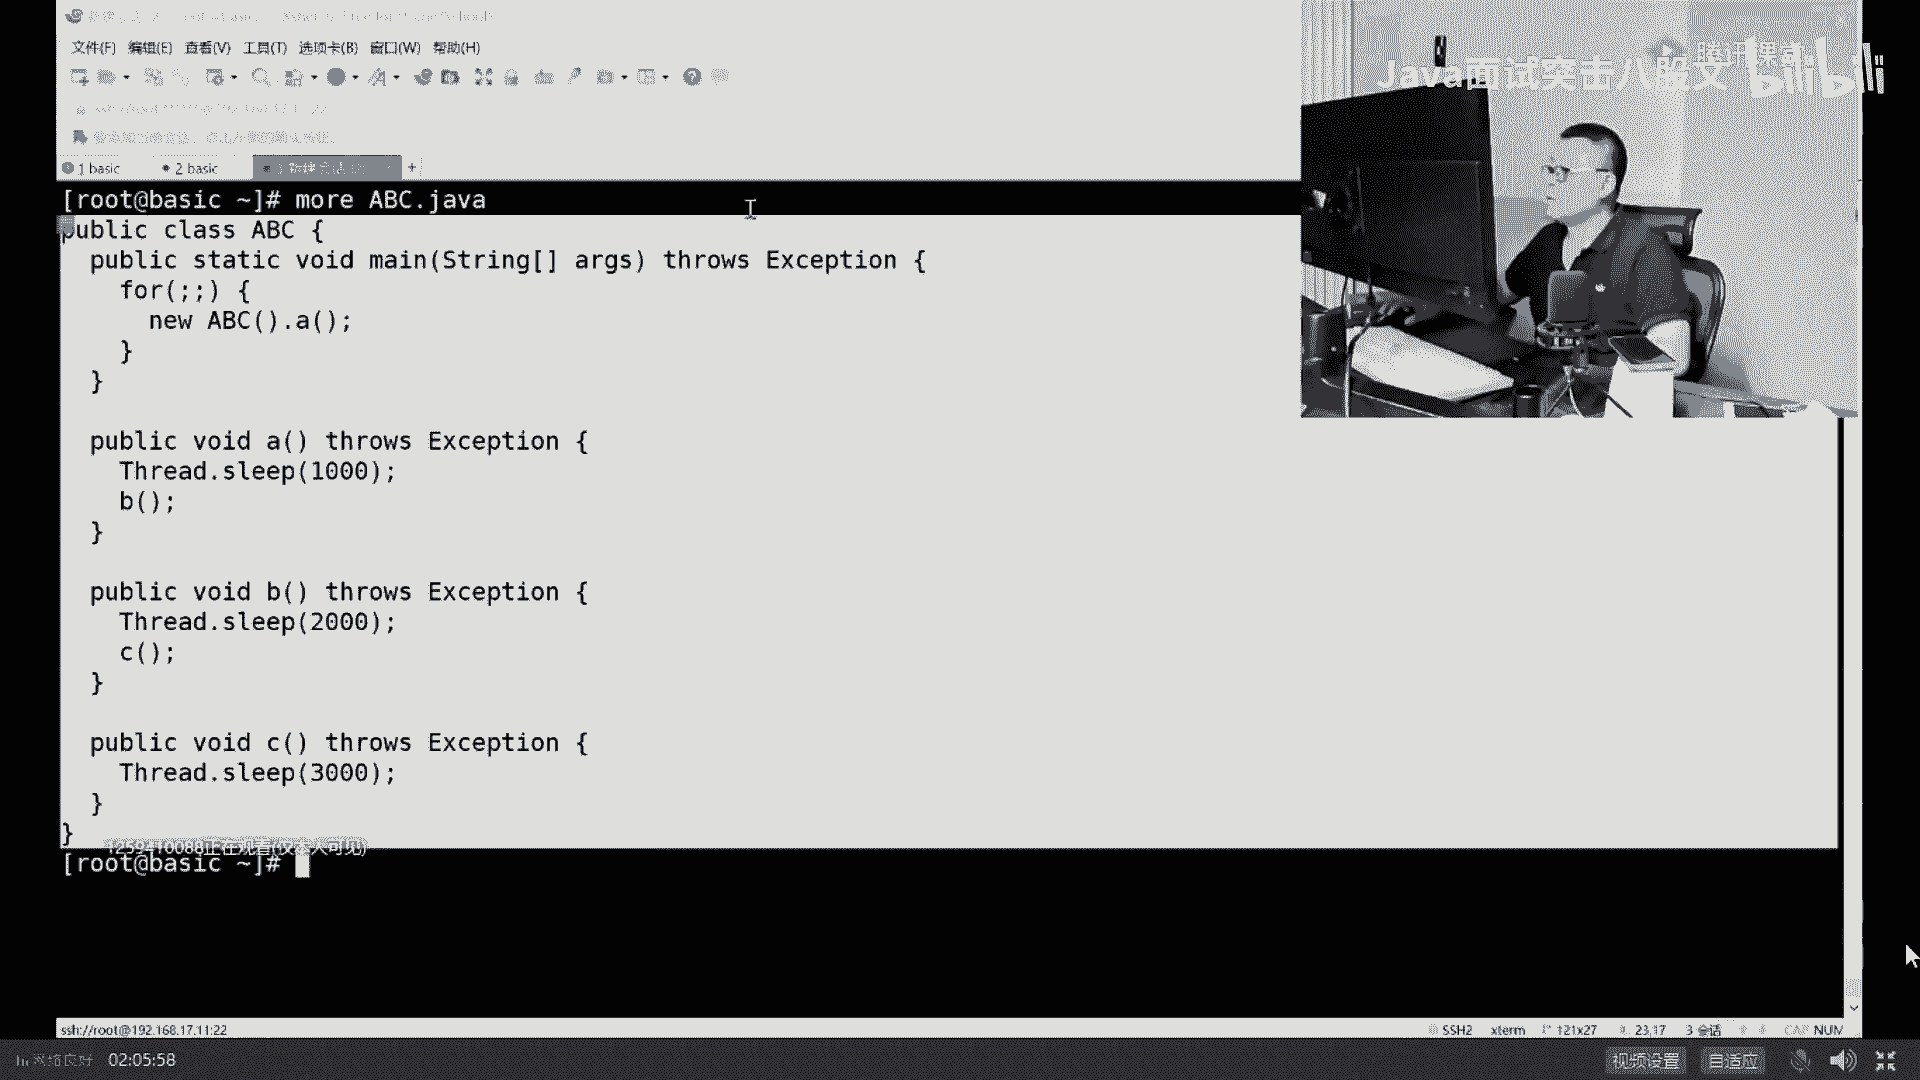 文件(F) 编辑(E) 查看(V) 工具(T) 选项卡(B) 窗口(W) 帮助(H)
Java面试突击八股文 腾讯课堂 bilibili
1 basic 2 basic +
[root@basic ~]# more ABC.java
public class ABC {
  public static void main(String[] args) throws Exception {
    for(;;) {
      new ABC().a();
    }
  }
  public void a() throws Exception {
    Thread.sleep(1000);
    b();
  }
  public void b() throws Exception {
    Thread.sleep(2000);
    c();
  }
  public void c() throws Exception {
    Thread.sleep(3000);
  }
}
1259410088正在观看(仅本人可见)
[root@basic ~]#
ssh://root@192.168.17.11:22 SSH2 xterm 121x27 23,17 3 会话 CAP NUM
网络良好 02:05:58 视频设置 自适应